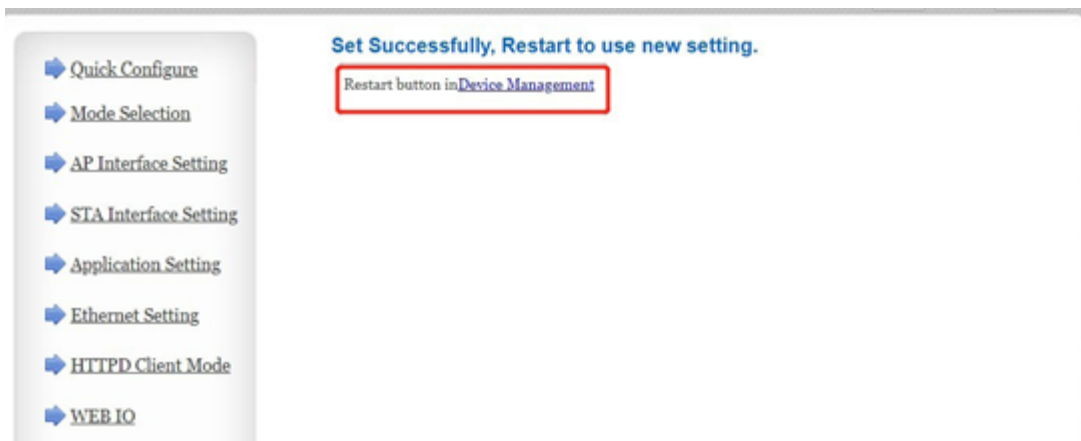 Set Successfully, Restart to use new setting.
Restart button inDevice Management
Quick Configure
Mode Selection
AP Interface Setting
STA Interface Setting
Application Setting
Ethernet Setting
HTTPD Client Mode
WEB IO